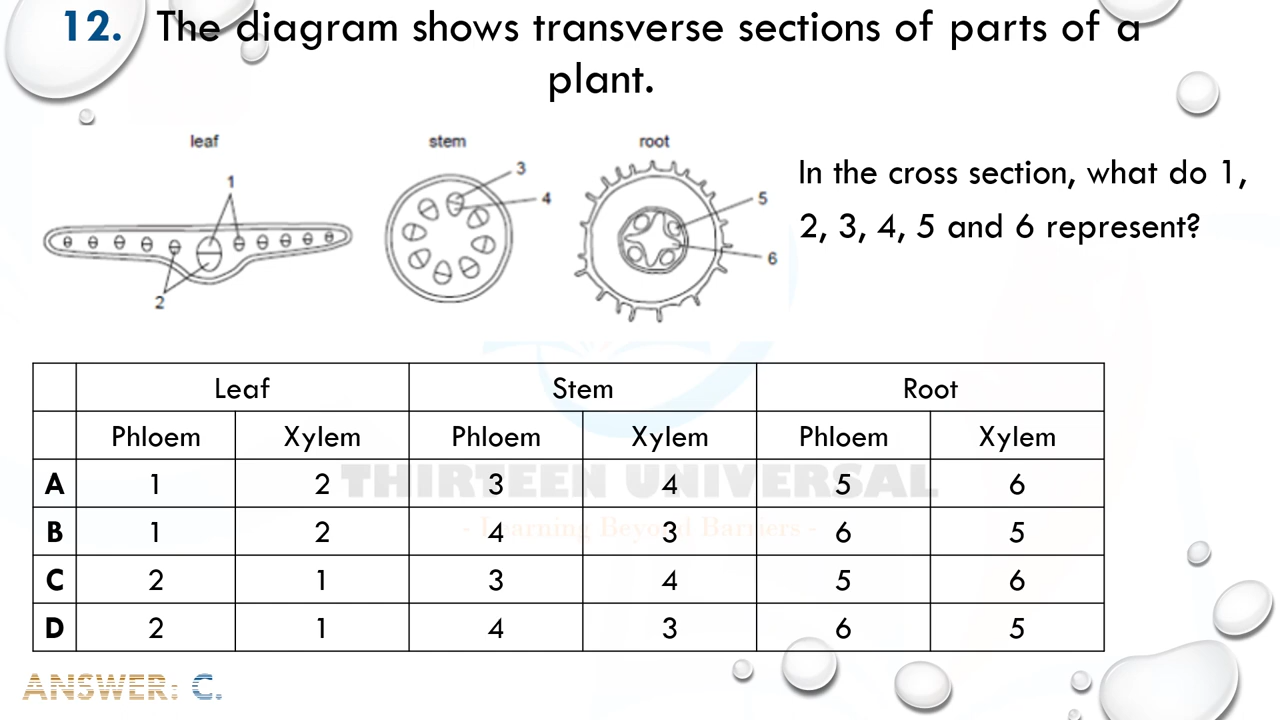 12. The diagram shows transverse sections of parts of a
plant.
leaf stem root
1 2 3 4 5 6
In the cross section, what do 1,
2, 3, 4, 5 and 6 represent?
Leaf Stem Root
Phloem Xylem Phloem Xylem Phloem Xylem
A 1 2 3 4 5 6
THIRTEEN UNIVERSAL
B 1 2 4 3 6 5
- Learning Beyond Barriers -
C 2 1 3 4 5 6
D 2 1 4 3 6 5
ANSWER: C.